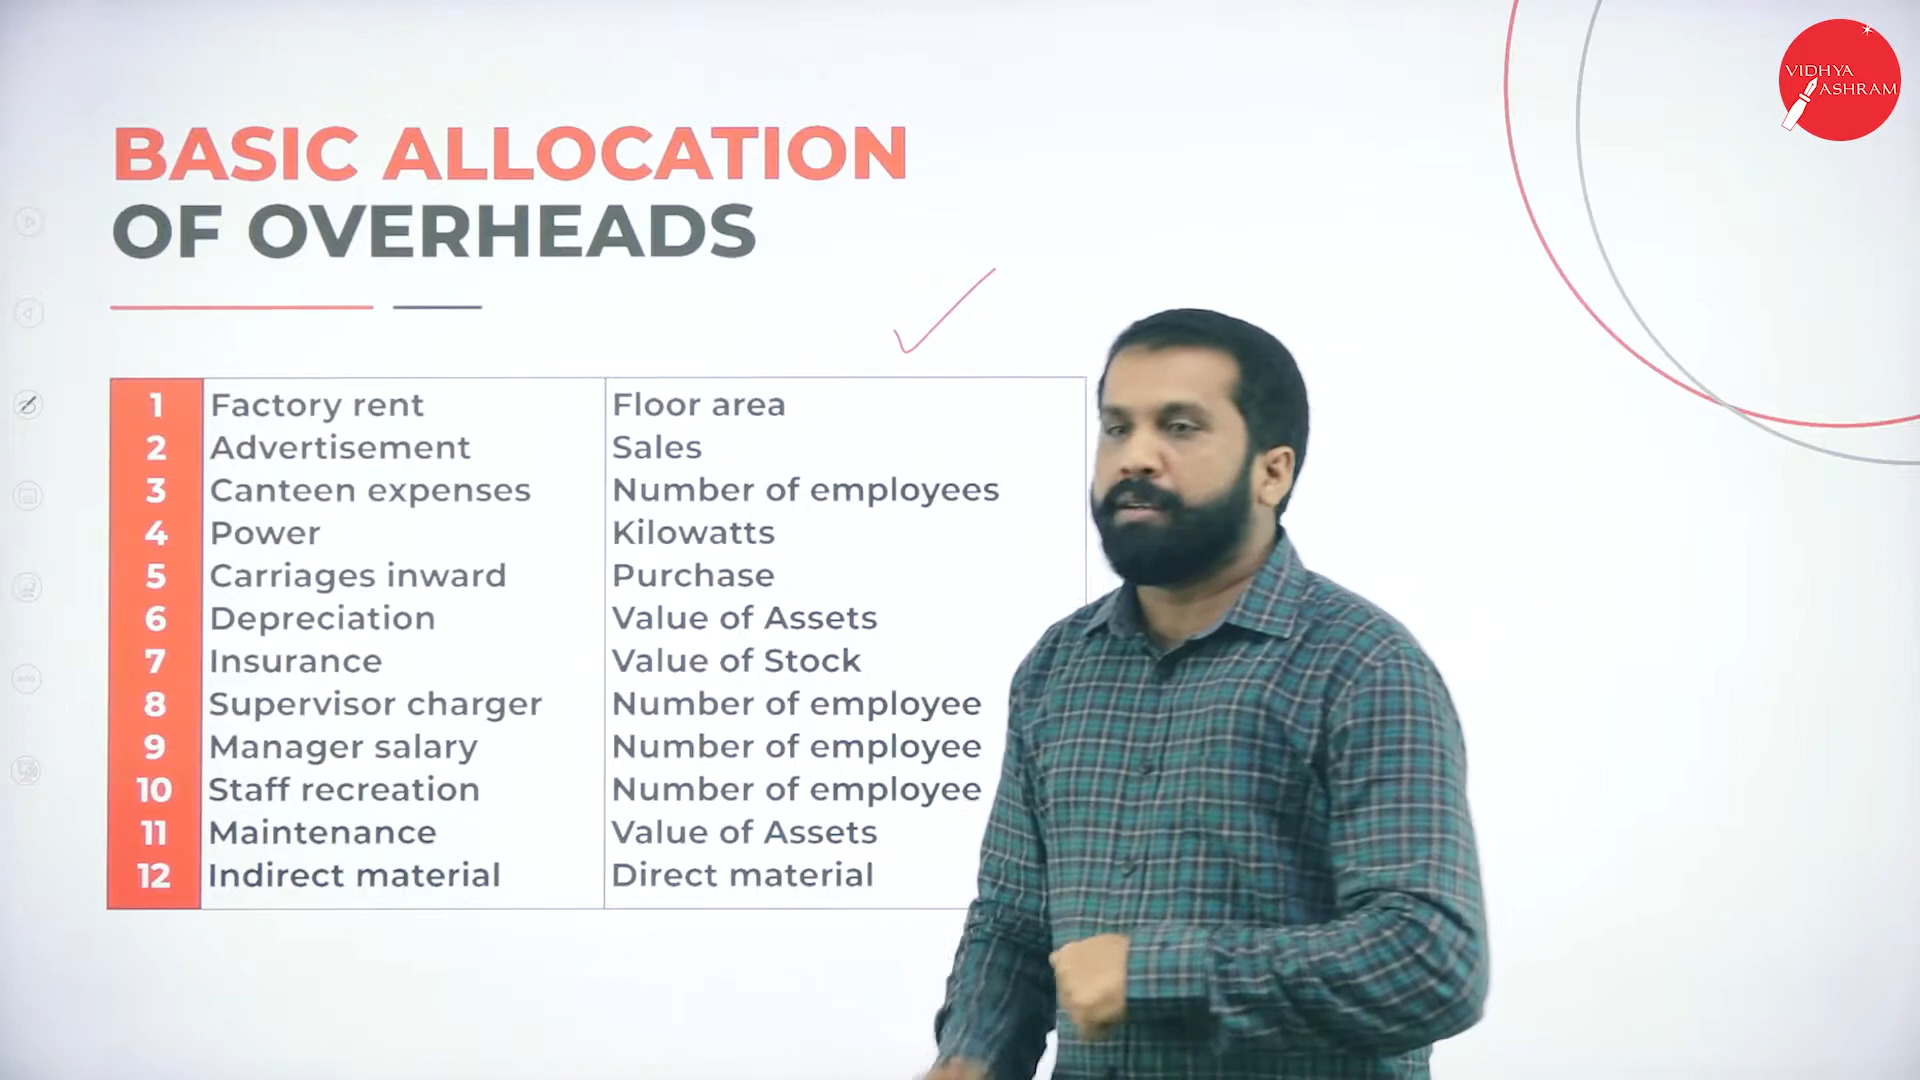 VIDHYA
ASHRAM
BASIC ALLOCATION
OF OVERHEADS
1 Factory rent Floor area
2 Advertisement Sales
3 Canteen expenses Number of employees
4 Power Kilowatts
5 Carriages inward Purchase
6 Depreciation Value of Assets
7 Insurance Value of Stock
8 Supervisor charger Number of employee
9 Manager salary Number of employee
10 Staff recreation Number of employee
11 Maintenance Value of Assets
12 Indirect material Direct material